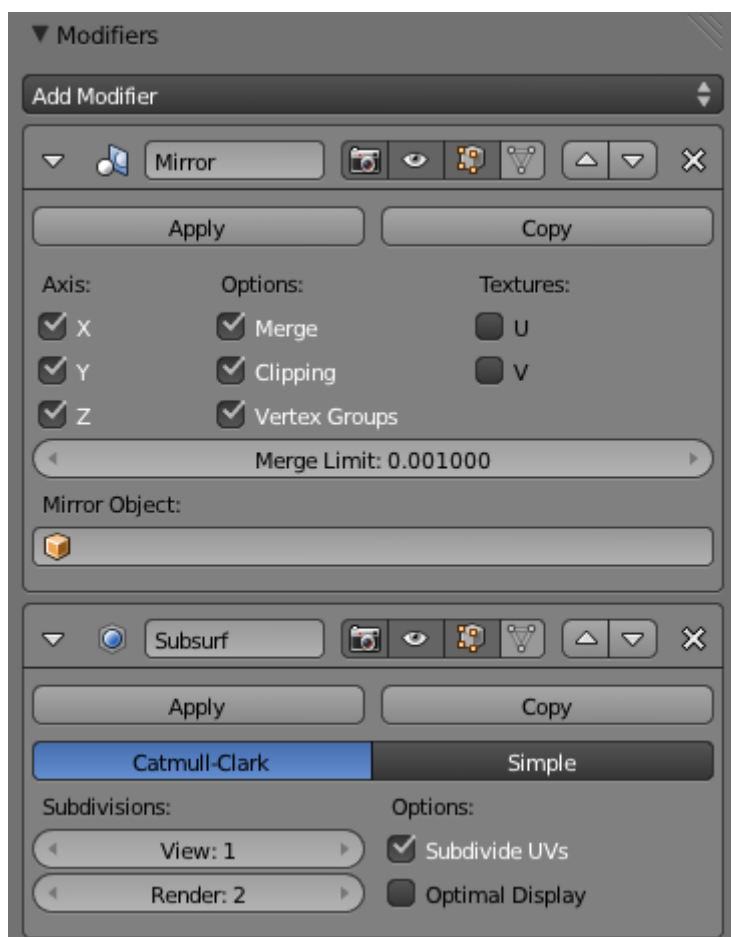 Modifiers
Add Modifier
Mirror
Apply Copy
Axis: Options: Textures:
X Merge U
Y Clipping V
Z Vertex Groups
Merge Limit: 0.001000
Mirror Object:
Subsurf
Apply Copy
Catmull-Clark Simple
Subdivisions: Options:
View: 1 Subdivide UVs
Render: 2 Optimal Display